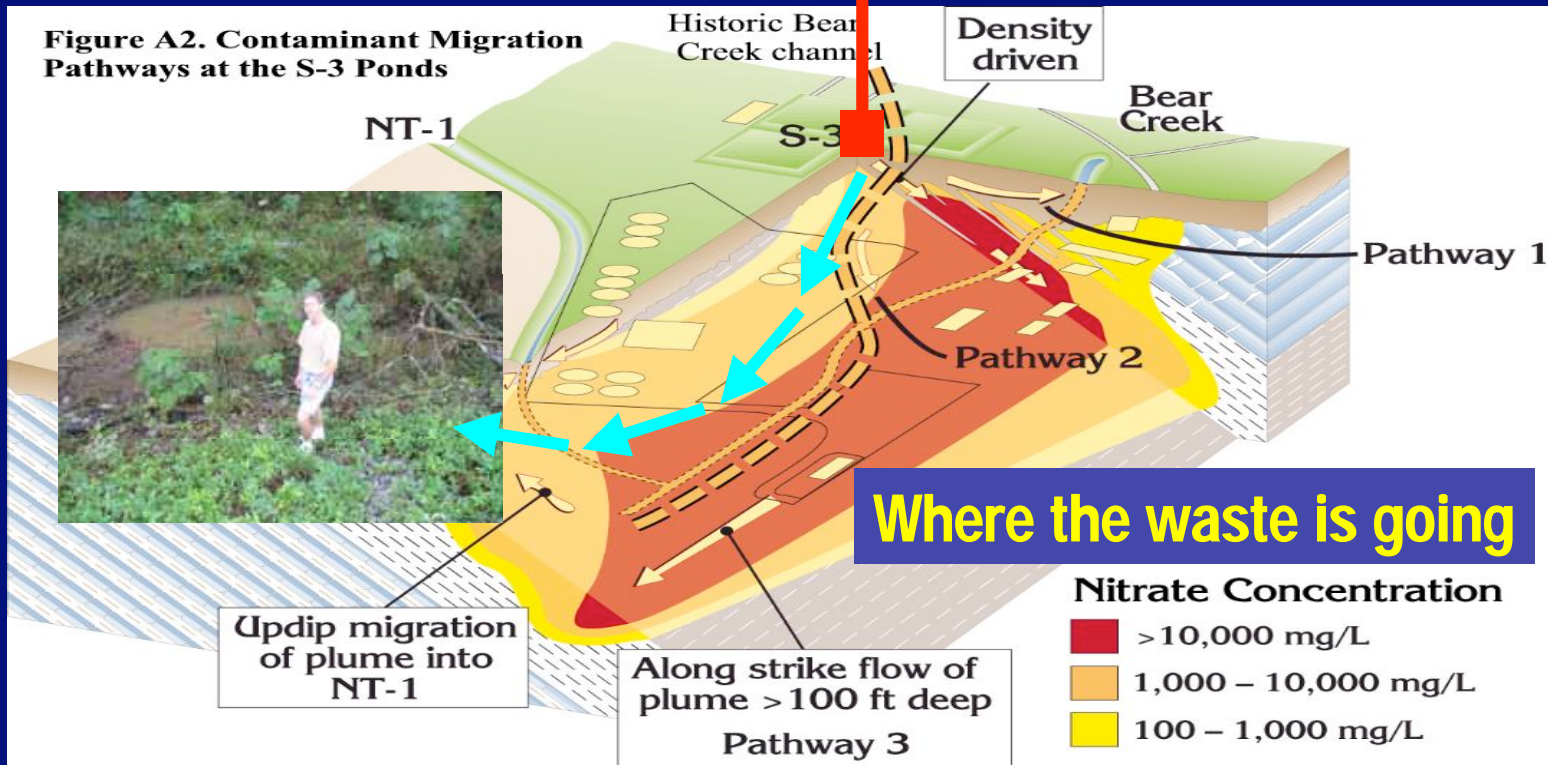 Figure A2. Contaminant Migration
Pathways at the S-3 Ponds
Historic Bear
Creek channel
Density
driven
NT-1
S-3
Bear
Creek
Pathway 1
Pathway 2
Where the waste is going
Updip migration
of plume into
NT-1
Along strike flow of
plume >100 ft deep
Pathway 3
Nitrate Concentration
>10,000 mg/L
1,000 – 10,000 mg/L
100 – 1,000 mg/L